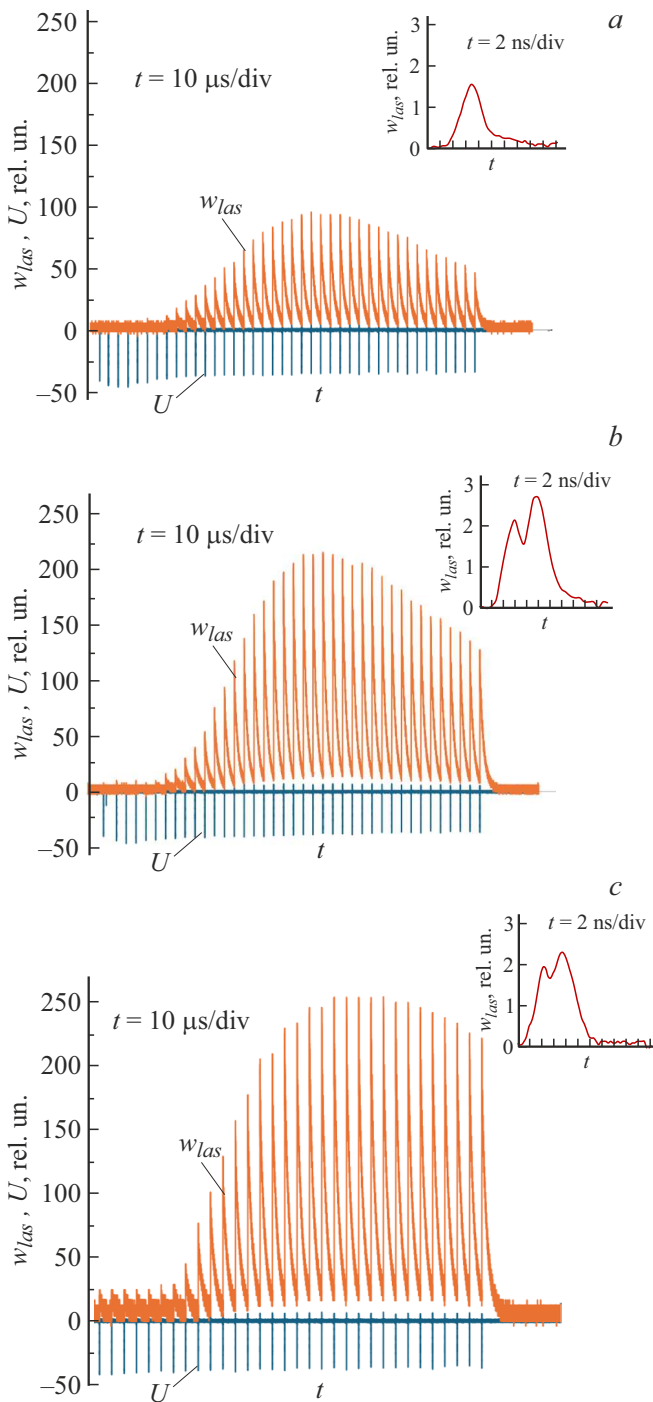 a
3
2
1
0
w_las, rel. un.
t = 2 ns/div
t
250
200
150
100
50
0
−50
w_las , U, rel. un.
t = 10 μs/div
w_las
U
t
b
3
2
1
0
w_las, rel. un.
t = 2 ns/div
t
250
200
150
100
50
0
−50
w_las , U, rel. un.
t = 10 μs/div
w_las
U
t
c
3
2
1
0
w_las, rel. un.
t = 2 ns/div
t
250
200
150
100
50
0
−50
w_las , U, rel. un.
t = 10 μs/div
w_las
U
t